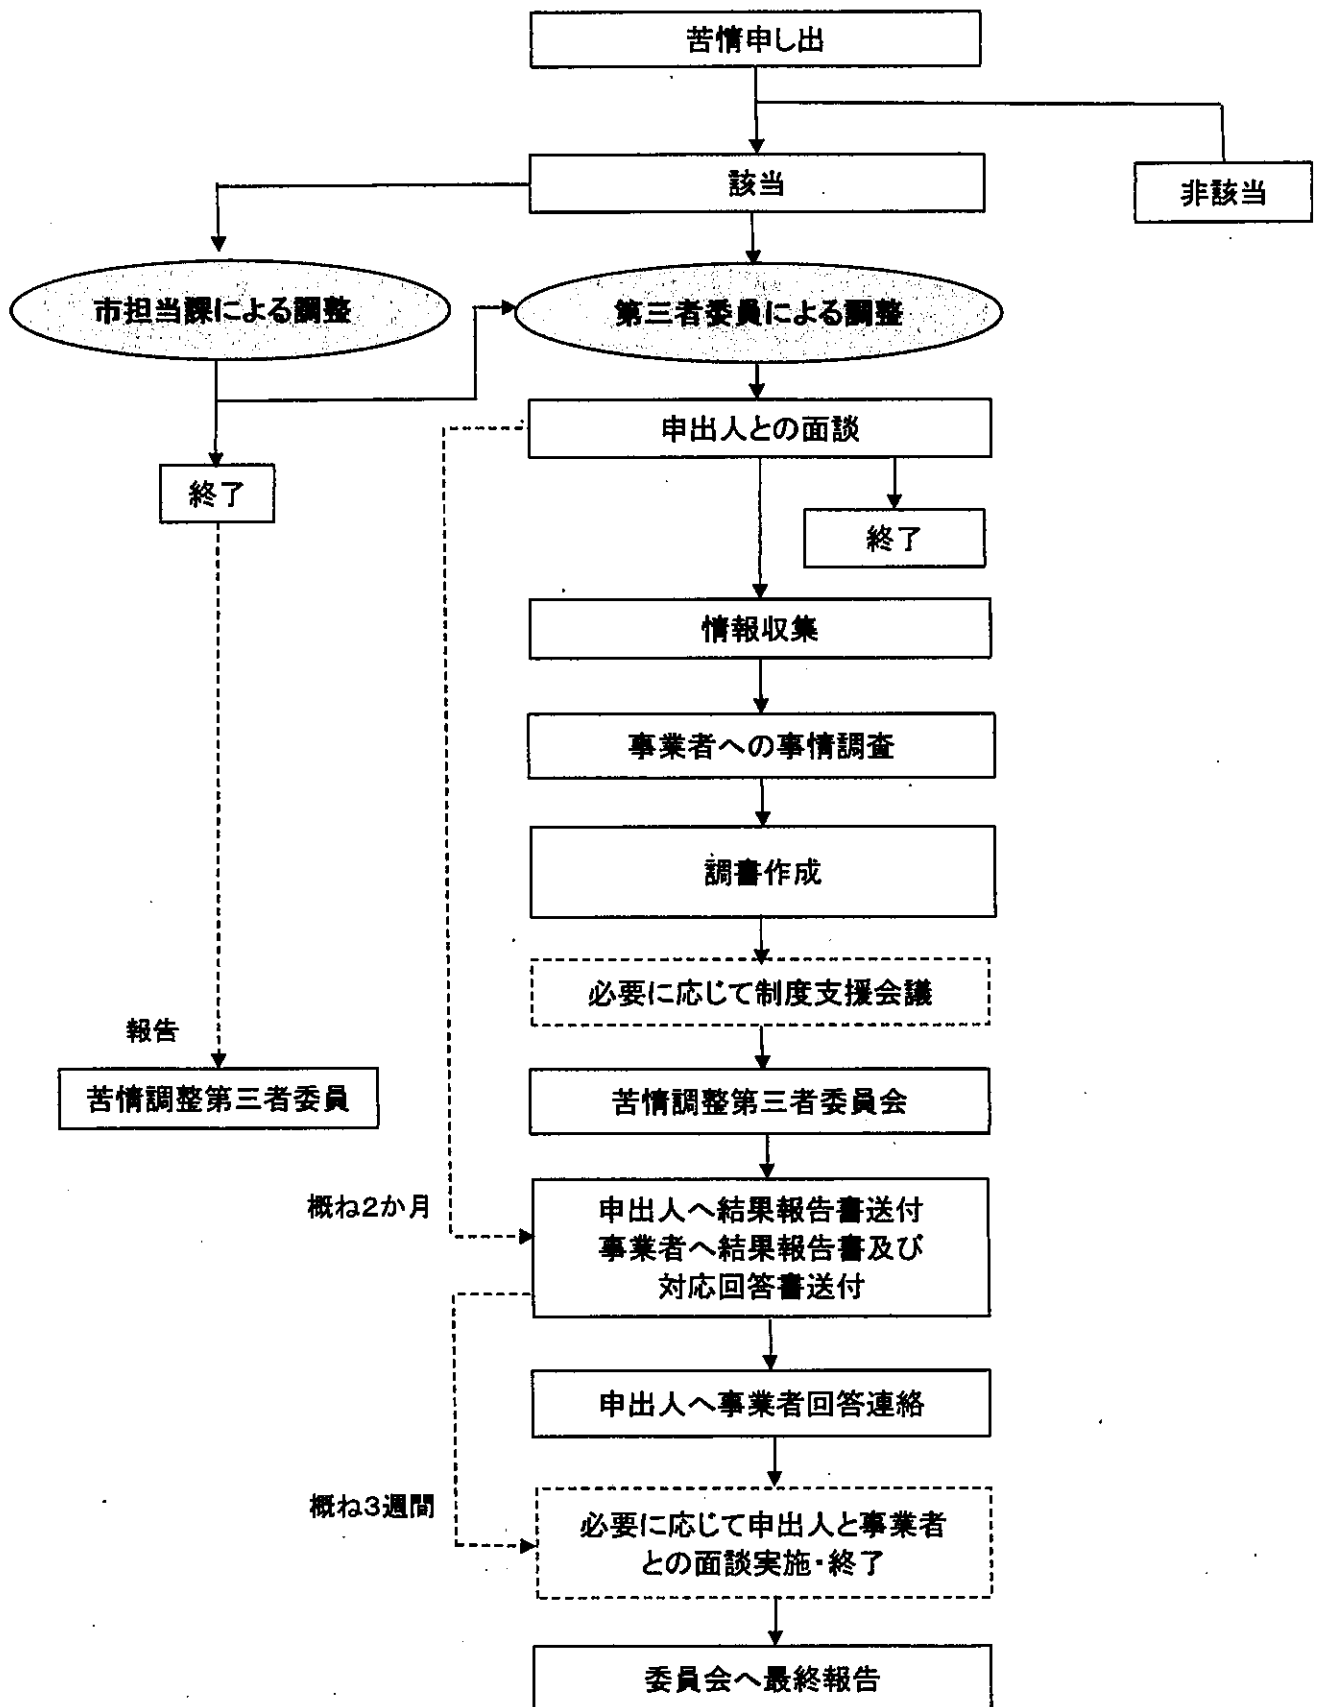 苦情申し出
該当
非該当
市担当課による調整
第三者委員による調整
申出人との面談
終了
終了
情報収集
事業者への事情調査
調書作成
必要に応じて制度支援会議
報告
苦情調整第三者委員
苦情調整第三者委員会
概ね2か月
申出人へ結果報告書送付
事業者へ結果報告書及び
対応回答書送付
申出人へ事業者回答連絡
概ね3週間
必要に応じて申出人と事業者
との面談実施・終了
委員会へ最終報告